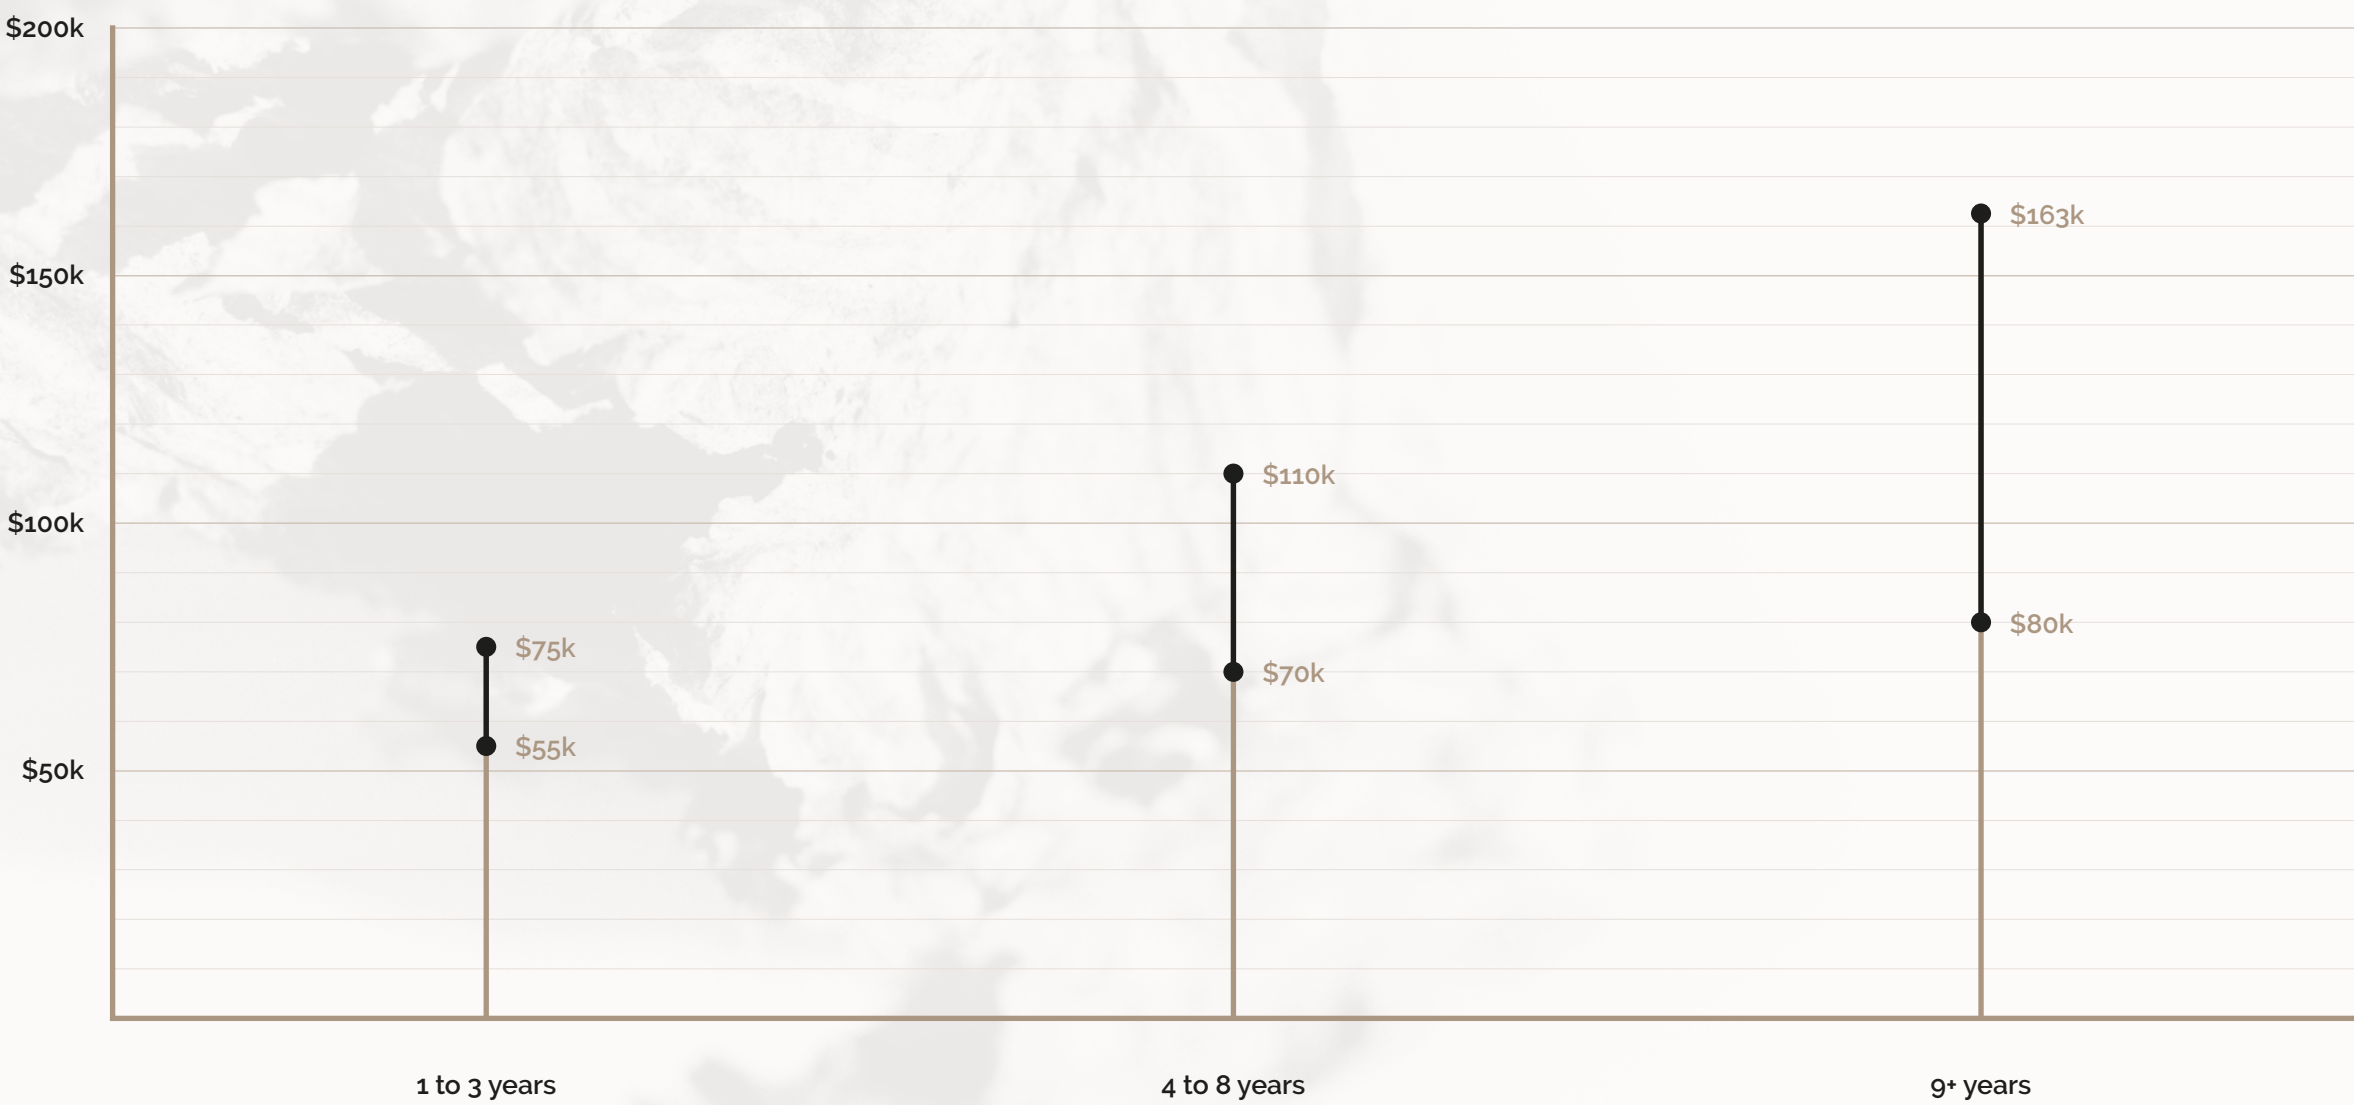 $200k
$163k
$150k
$110k
$100k
$75k
$70k
$80k
$55k
$50k
1 to 3 years
4 to 8 years
9+ years